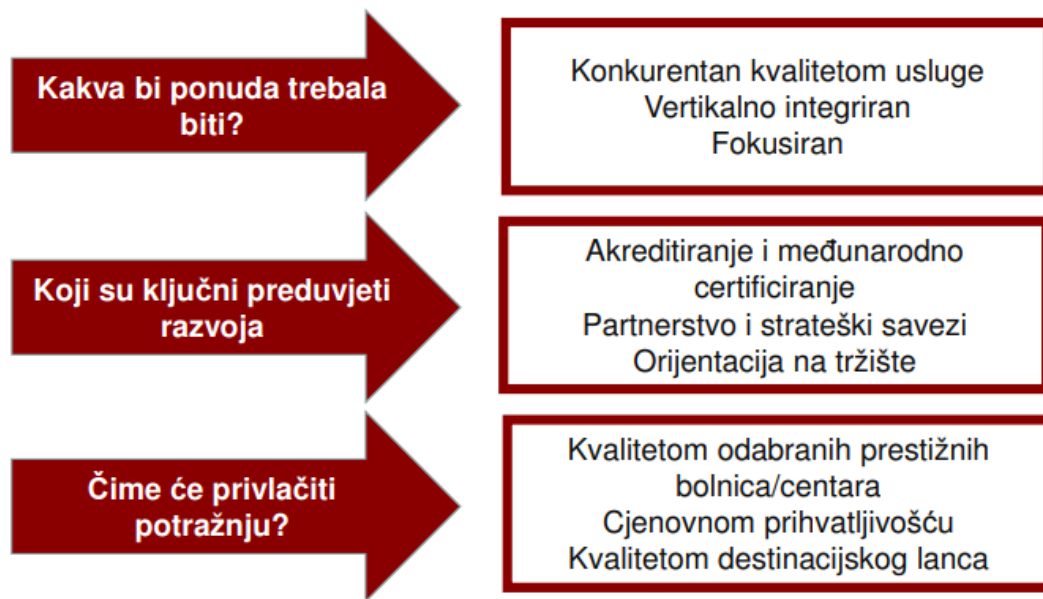 Kakva bi ponuda trebala
biti?
Konkurentan kvalitetom usluge
Vertikalno integriran
Fokusiran
Koji su ključni preduvjeti
razvoja
Akreditiranje i međunarodno
certificiranje
Partnerstvo i strateški savezi
Orijentacija na tržište
Čime će privlačiti
potražnju?
Kvalitetom odabranih prestižnih
bolnica/centara
Cjenovnom prihvatljivošću
Kvalitetom destinacijskog lanca